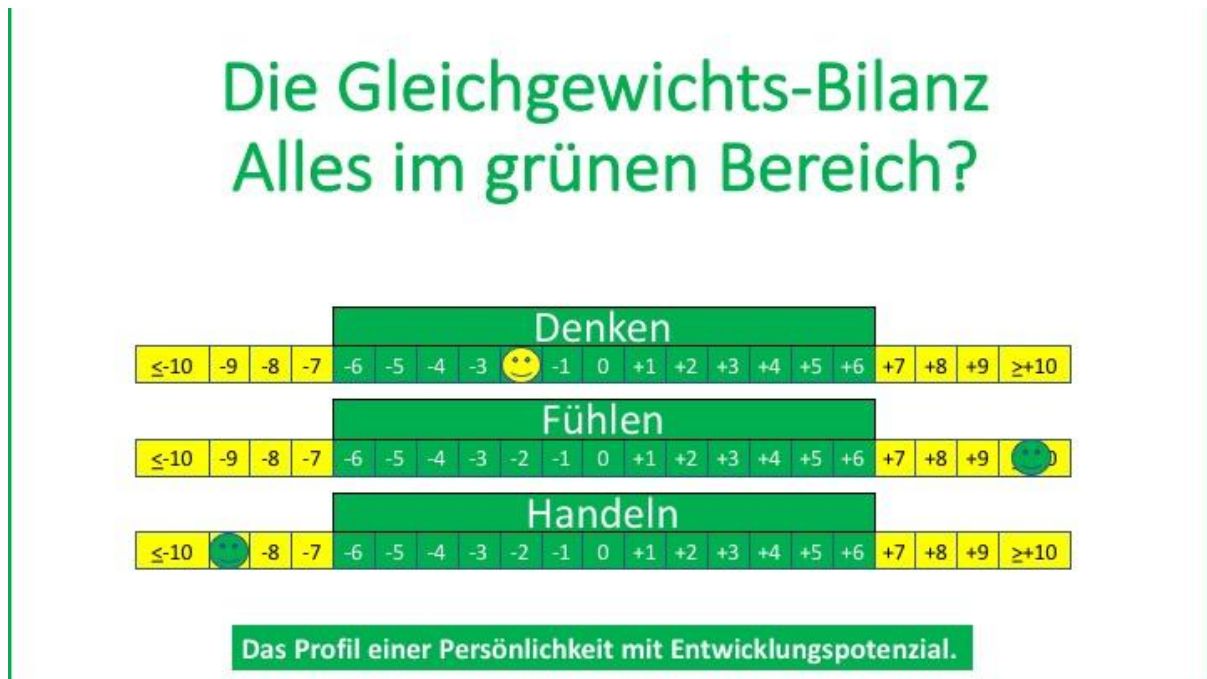 Die Gleichgewichts-Bilanz
Alles im grünen Bereich?
Denken
≤-10 -9 -8 -7 -6 -5 -4 -3 -1 0 +1 +2 +3 +4 +5 +6 +7 +8 +9 ≥+10
Fühlen
≤-10 -9 -8 -7 -6 -5 -4 -3 -2 -1 0 +1 +2 +3 +4 +5 +6 +7 +8 +9
Handeln
≤-10 -8 -7 -6 -5 -4 -3 -2 -1 0 +1 +2 +3 +4 +5 +6 +7 +8 +9 ≥+10
Das Profil einer Persönlichkeit mit Entwicklungspotenzial.